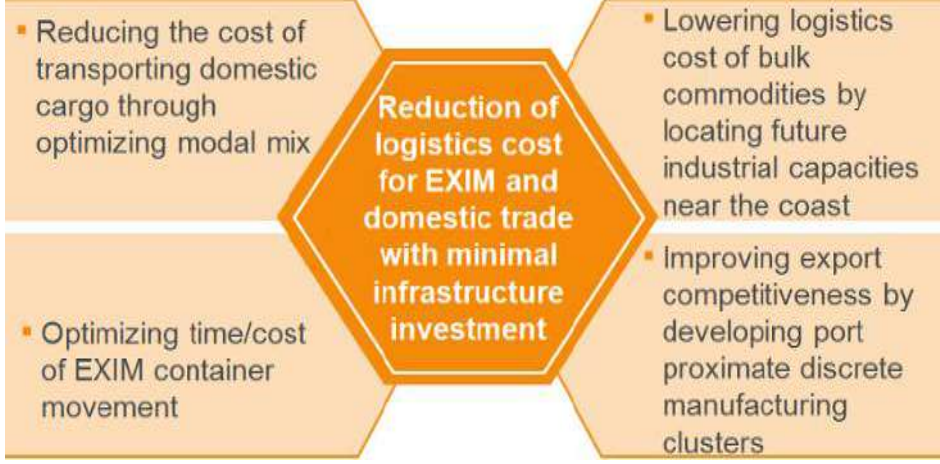 ▪ Reducing the cost of
transporting domestic
cargo through
optimizing modal mix
Reduction of
logistics cost
for EXIM and
domestic trade
with minimal
infrastructure
investment
▪ Lowering logistics
cost of bulk
commodities by
locating future
industrial capacities
near the coast
▪ Optimizing time/cost
of EXIM container
movement
▪ Improving export
competitiveness by
developing port
proximate discrete
manufacturing
clusters